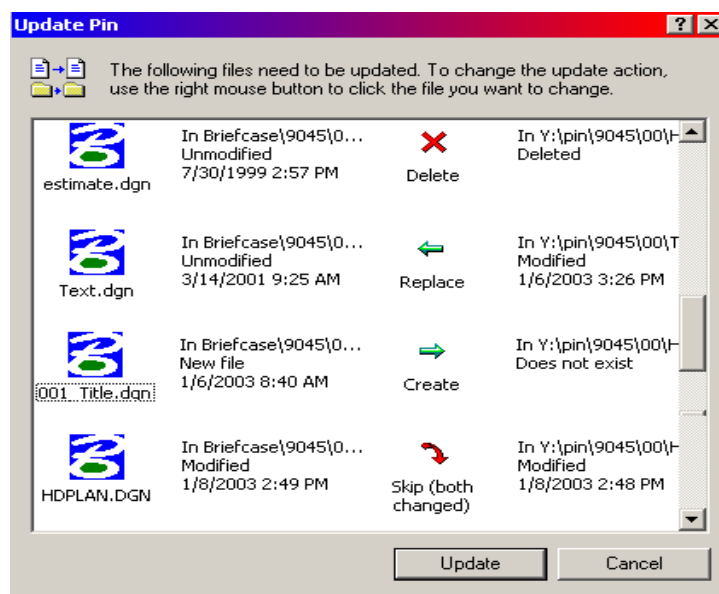 Update Pin
The following files need to be updated. To change the update action,
use the right mouse button to click the file you want to change.
In Briefcase\9045\0...
Unmodified
7/30/1999 2:57 PM
Delete
In Y:\pin\9045\00\H
Deleted
estimate.dgn
In Briefcase\9045\0...
Unmodified
3/14/2001 9:25 AM
Replace
In Y:\pin\9045\00\T
Modified
1/6/2003 3:26 PM
Text.dgn
In Briefcase\9045\0...
New file
1/6/2003 8:40 AM
Create
In Y:\pin\9045\00\H
Does not exist
001_Title.dgn
In Briefcase\9045\0...
Modified
1/8/2003 2:49 PM
Skip (both
changed)
In Y:\pin\9045\00\H
Modified
1/8/2003 2:48 PM
HDPLAN.DGN
Update
Cancel